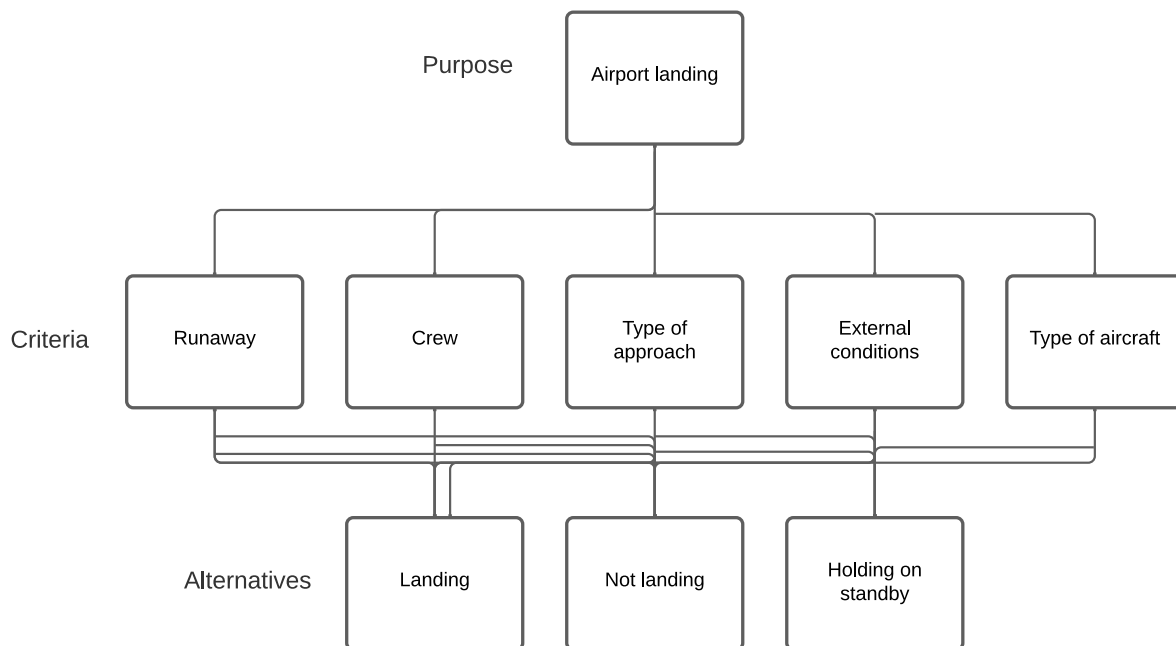 Purpose
Airport landing
Criteria
Runaway
Crew
Type of
approach
External
conditions
Type of aircraft
Alternatives
Landing
Not landing
Holding on
standby